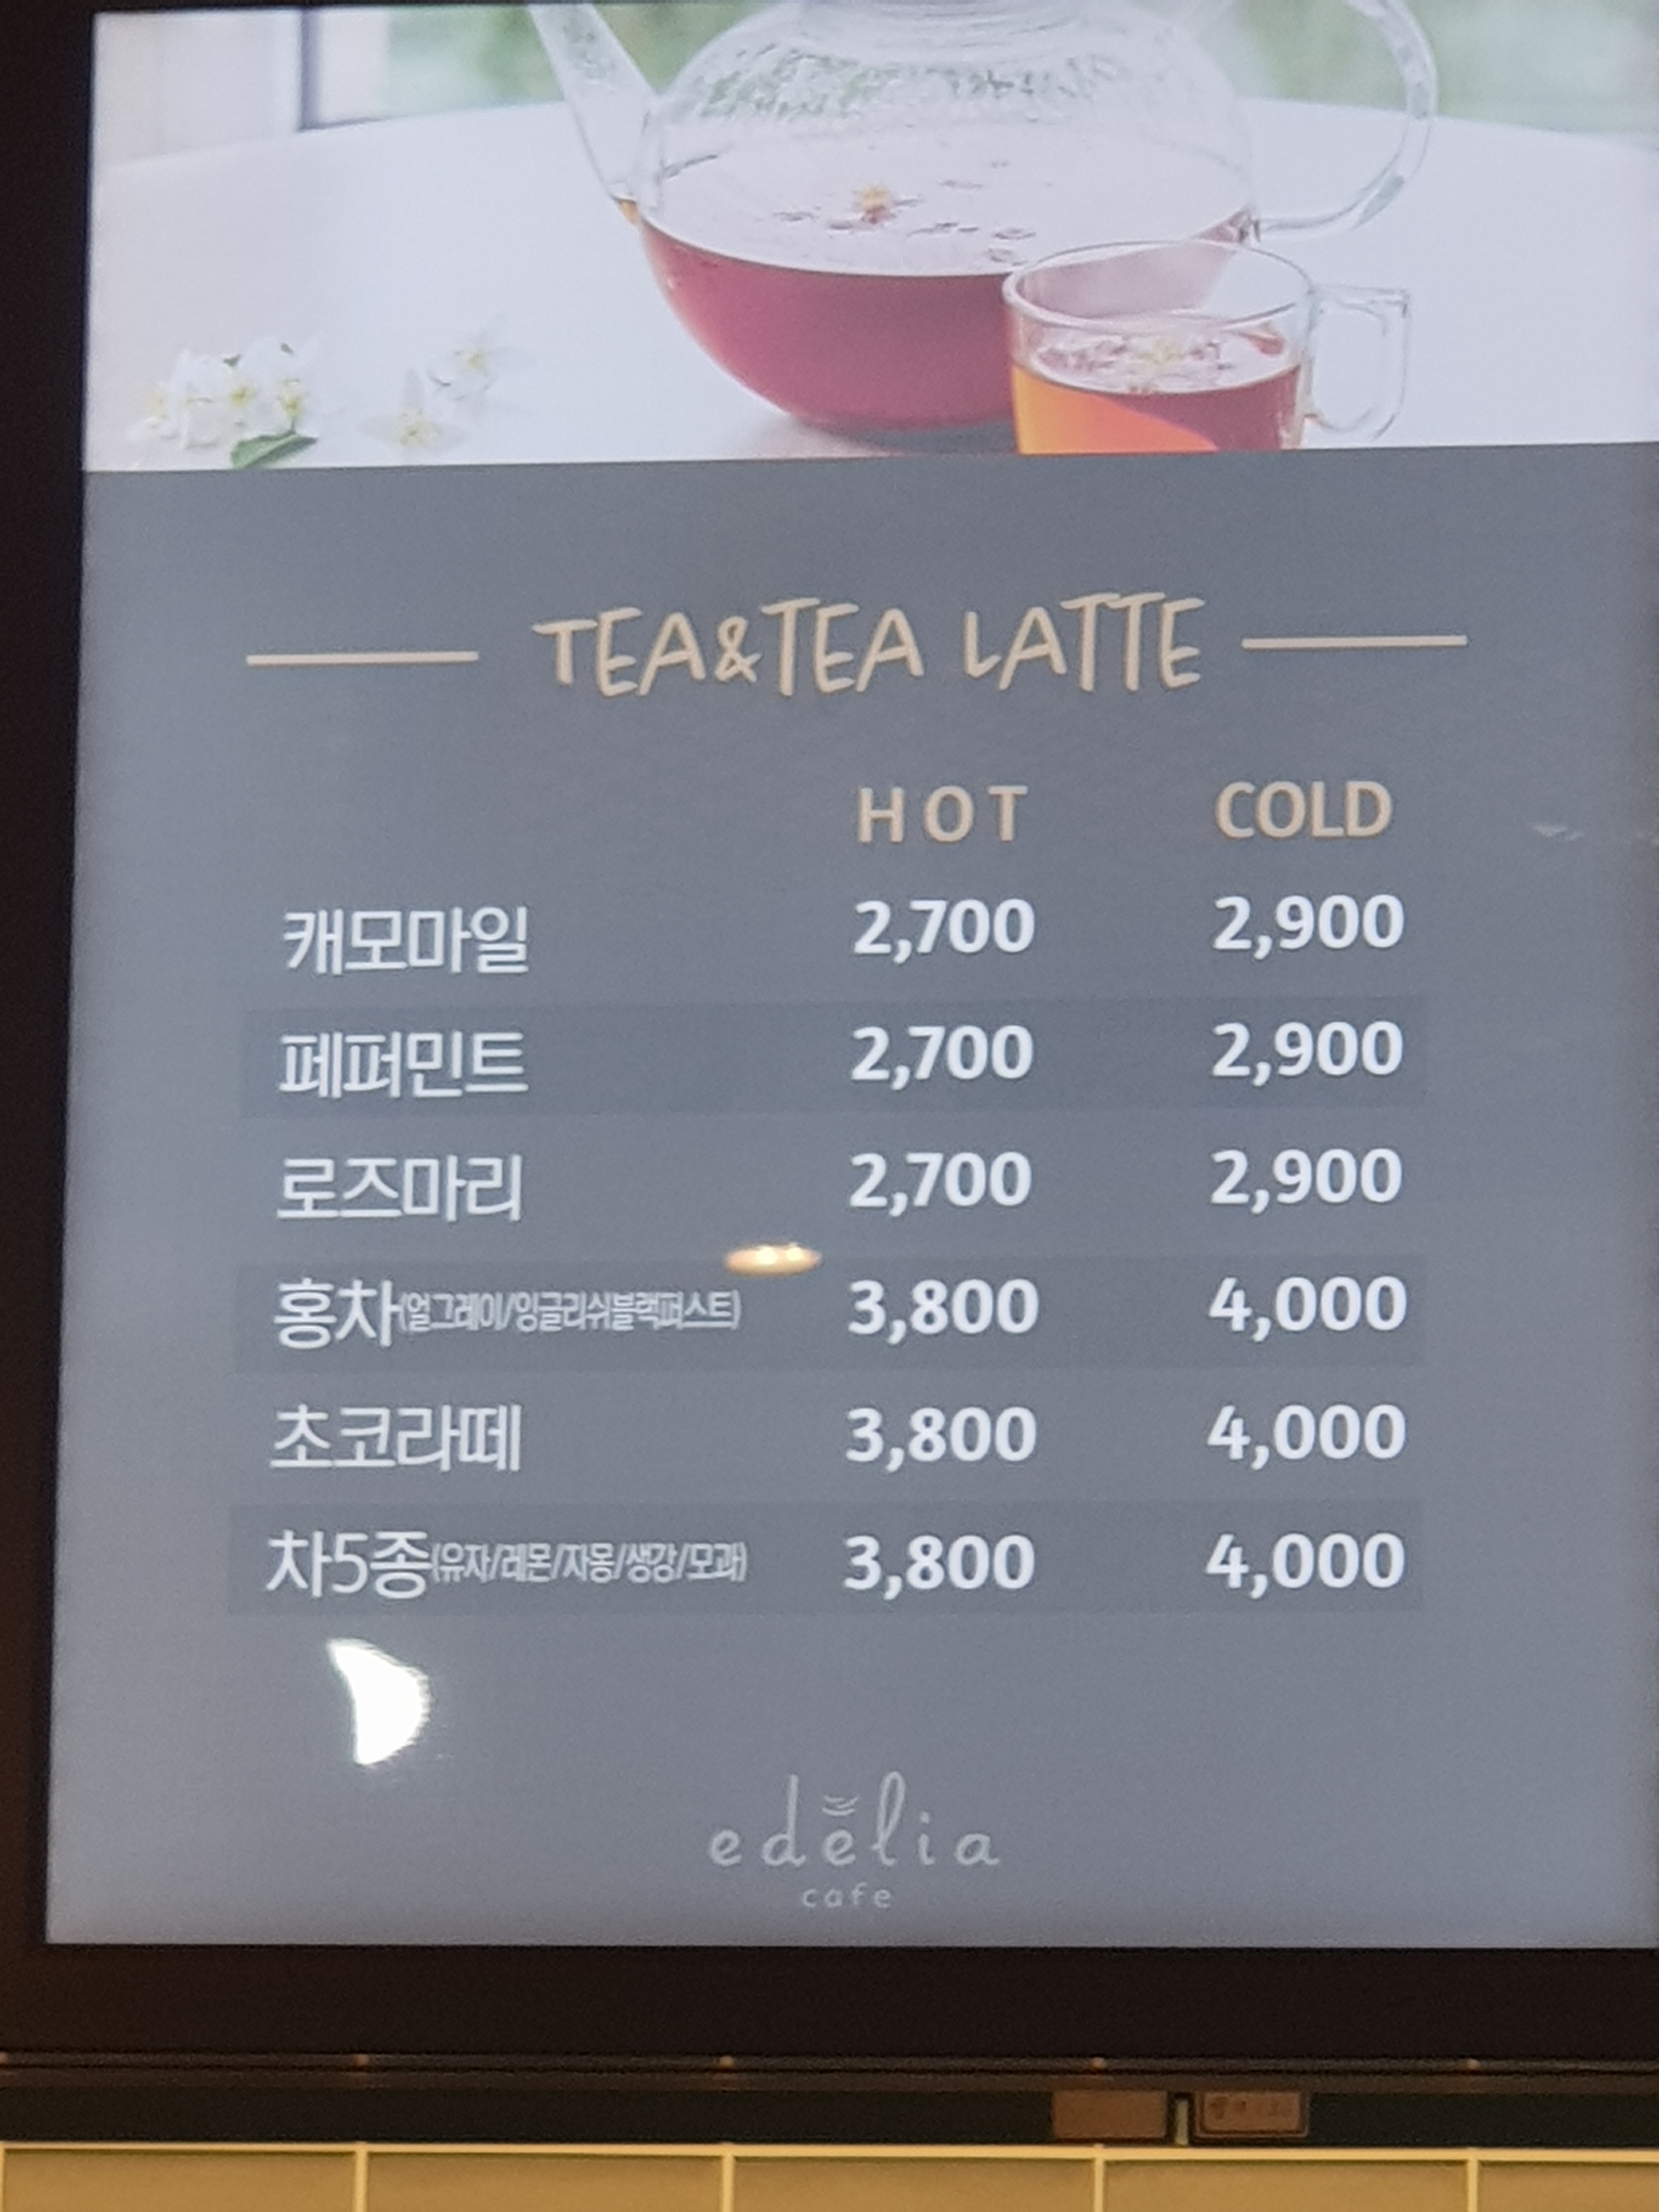 TEA&TEA LATTE
HOT COLD
캐모마일 2,700 2,900
페퍼민트 2,700 2,900
로즈마리 2,700 2,900
홍차(얼그레이/잉글리쉬블랙퍼스트) 3,800 4,000
초코라떼 3,800 4,000
차5종(유자/레몬/자몽/생강/모과) 3,800 4,000
edelia
cafe